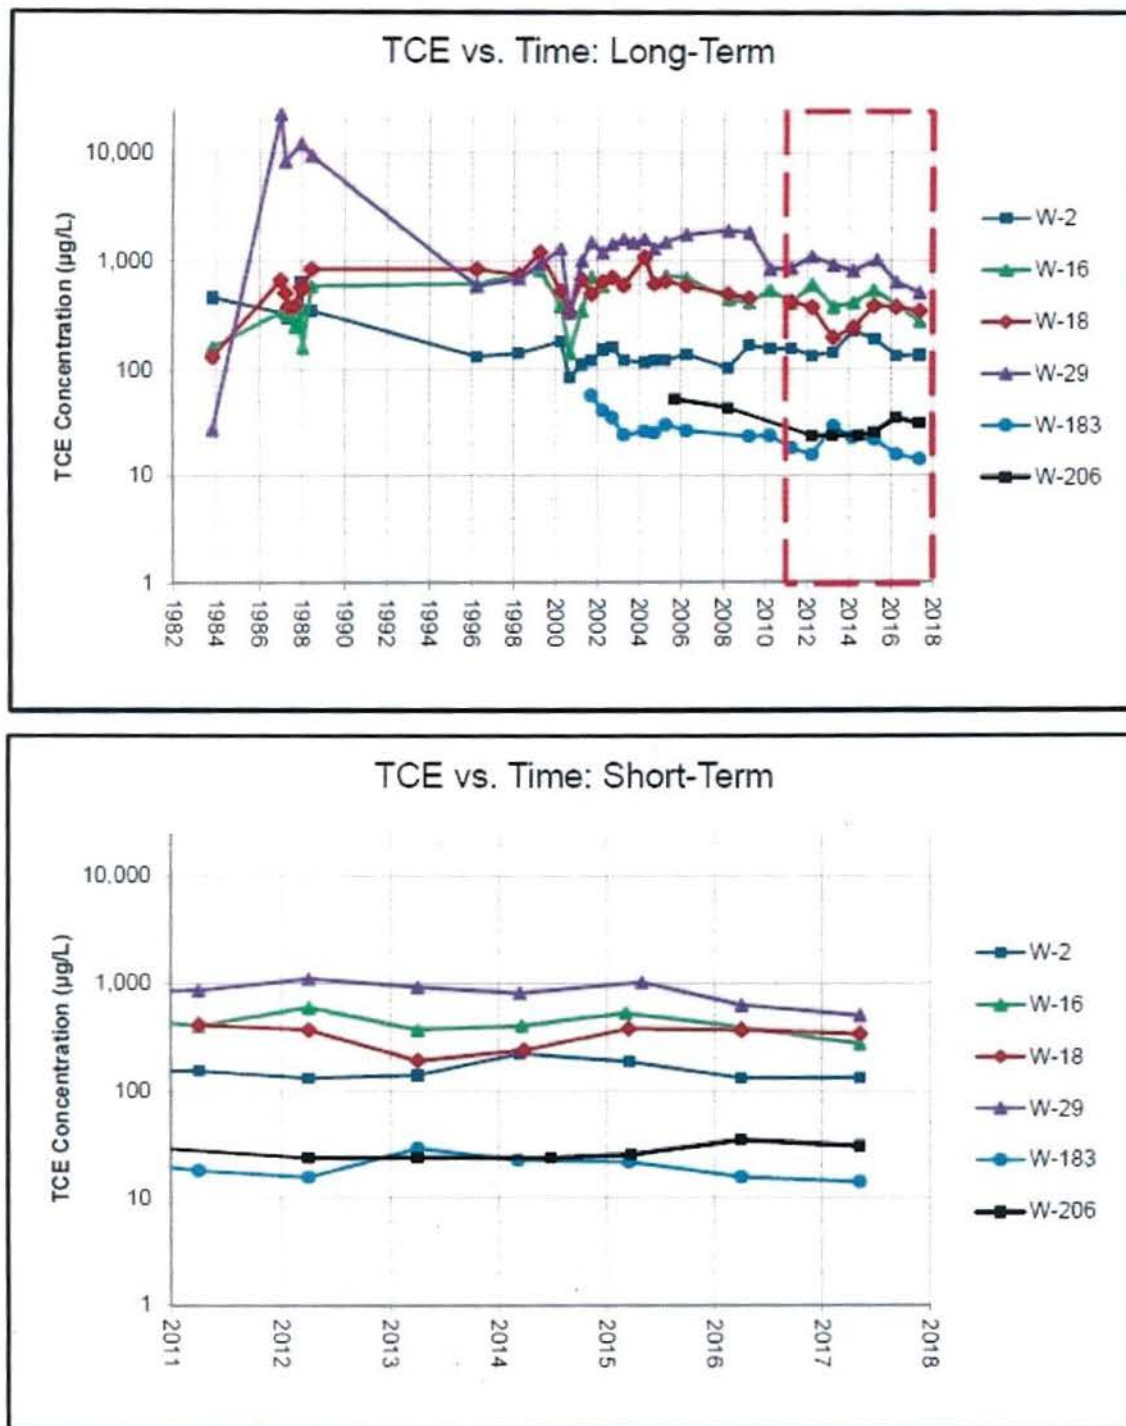 TCE vs. Time: Long-Term
TCE Concentration (µg/L)
10,000
1,000
100
10
1
1982
1984
1986
1988
1990
1992
1994
1996
1998
2000
2002
2004
2006
2008
2010
2012
2014
2016
2018
W-2
W-16
W-18
W-29
W-183
W-206
TCE vs. Time: Short-Term
TCE Concentration (µg/L)
10,000
1,000
100
10
1
2011
2012
2013
2014
2015
2016
2017
2018
W-2
W-16
W-18
W-29
W-183
W-206